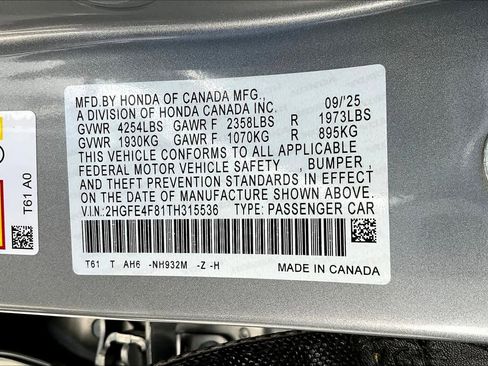 MFD.BY HONDA OF CANADA MFG.,
A DIVISION OF HONDA CANADA INC. 09/'25
GVWR 4254LBS GAWR F 2358LBS R 1973LBS
GVWR 1930KG GAWR F 1070KG R 895KG
THIS VEHICLE CONFORMS TO ALL APPLICABLE
FEDERAL MOTOR VEHICLE SAFETY , BUMPER ,
AND THEFT PREVENTION STANDARDS IN EFFECT
ON THE DATE OF MANUFACTURE SHOWN ABOVE.
V.I.N.:2HGFE4F81TH315536 TYPE: PASSENGER CAR
T61 T AH6 -NH932M -Z -H
MADE IN CANADA
T61 A0